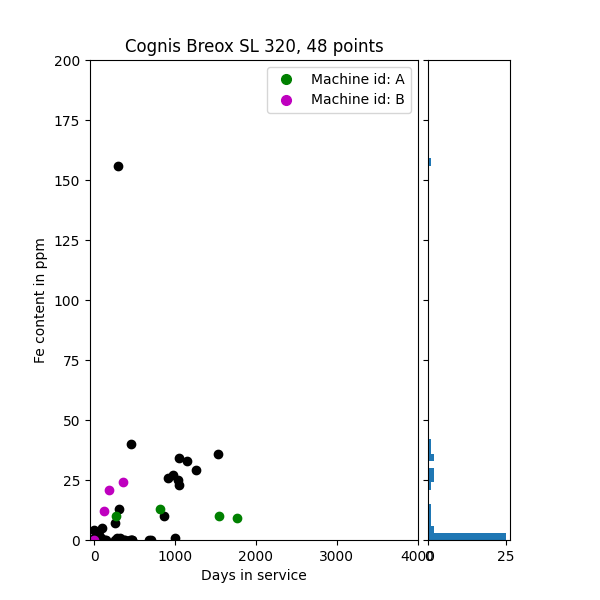 Cognis Breox SL 320, 48 points
200
175
150
125
100
75
50
25
0
Fe content in ppm
Machine id: A
Machine id: B
0 1000 2000 3000 4000
0 25
Days in service